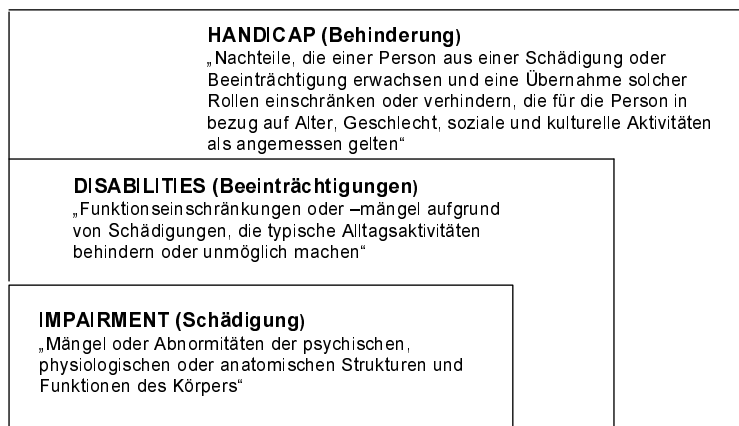 HANDICAP (Behinderung)
„Nachteile, die einer Person aus einer Schädigung oder
Beeinträchtigung erwachsen und eine Übernahme solcher
Rollen einschränken oder verhindern, die für die Person in
bezug auf Alter, Geschlecht, soziale und kulturelle Aktivitäten
als angemessen gelten“
DISABILITIES (Beeinträchtigungen)
„Funktionseinschränkungen oder –mängel aufgrund
von Schädigungen, die typische Alltagsaktivitäten
behindern oder unmöglich machen“
IMPAIRMENT (Schädigung)
„Mängel oder Abnormitäten der psychischen,
physiologischen oder anatomischen Strukturen und
Funktionen des Körpers“